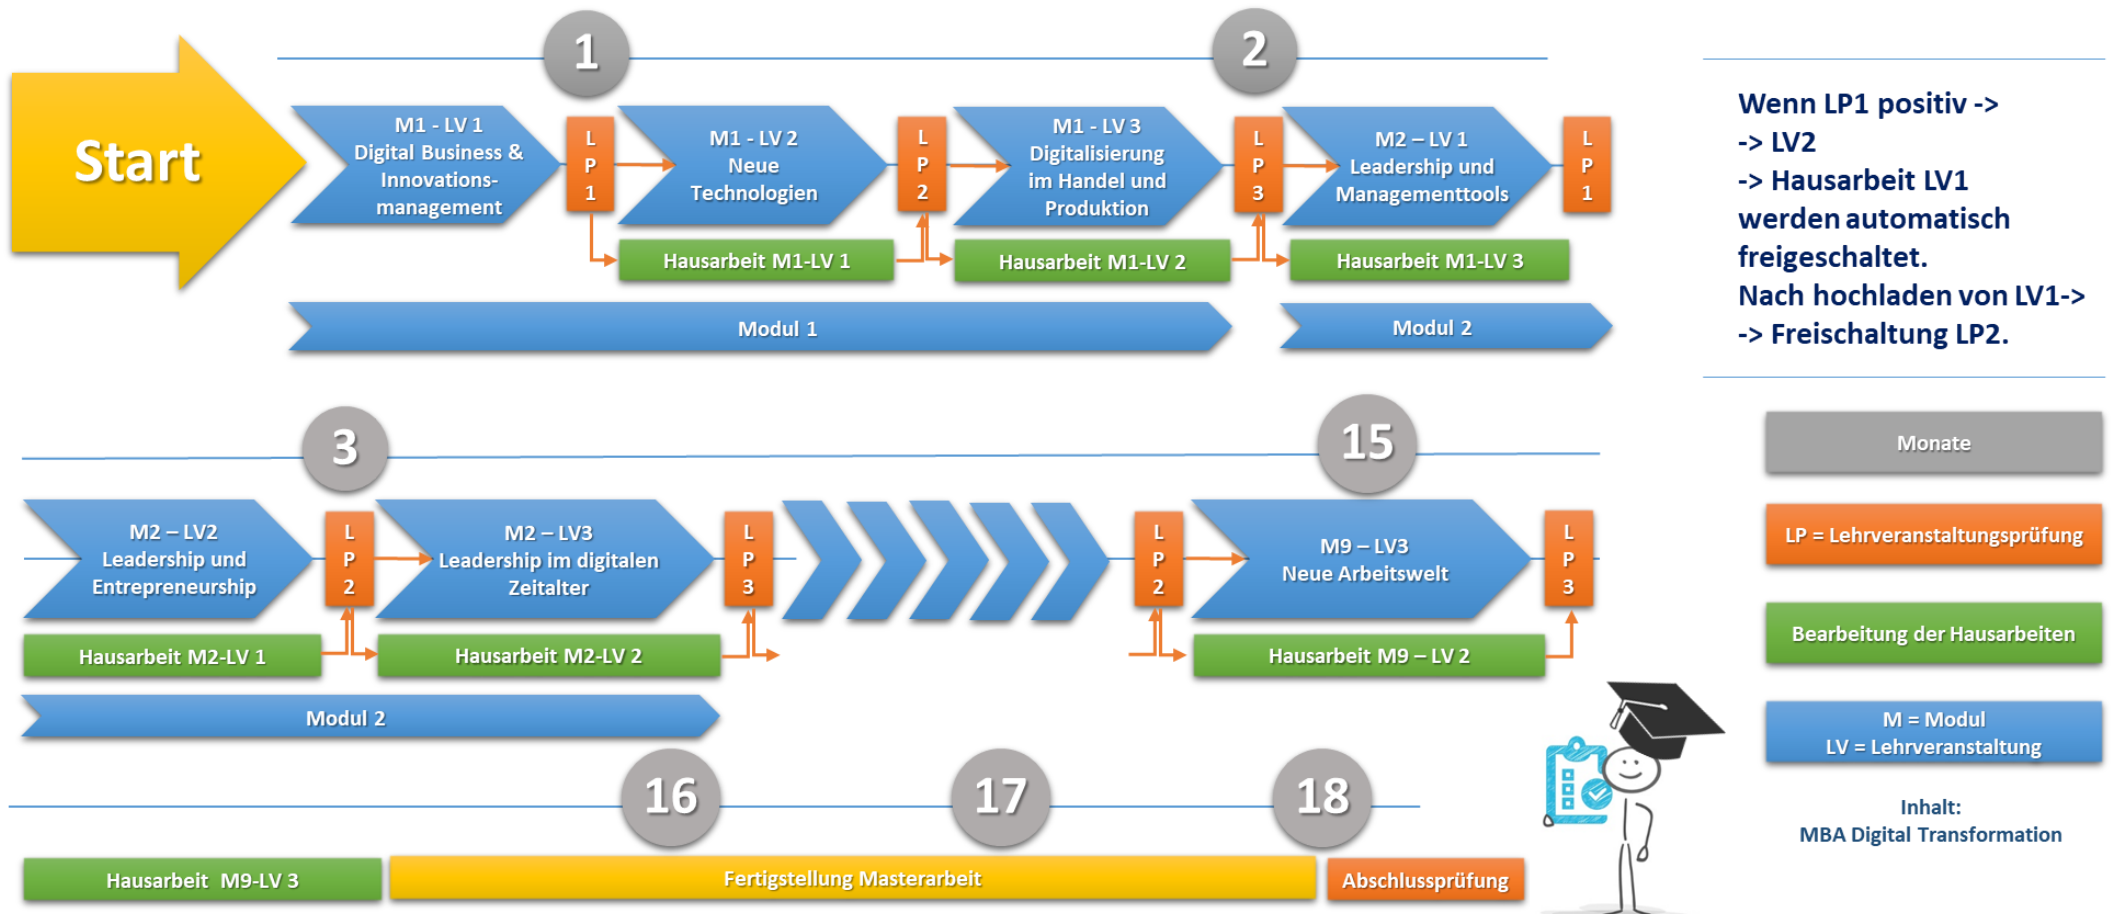 1
2
Start
M1 - LV 1
Digital Business &
Innovations-
management
L
P
1
M1 - LV 2
Neue
Technologien
L
P
2
M1 - LV 3
Digitalisierung
im Handel und
Produktion
L
P
3
M2 – LV 1
Leadership und
Managementtools
L
P
1
Hausarbeit M1-LV 1
Hausarbeit M1-LV 2
Hausarbeit M1-LV 3
Modul 1
Modul 2
Wenn LP1 positiv ->
-> LV2
-> Hausarbeit LV1
werden automatisch
freigeschaltet.
Nach hochladen von LV1->
-> Freischaltung LP2.
3
15
M2 – LV2
Leadership und
Entrepreneurship
L
P
2
M2 – LV3
Leadership im digitalen
Zeitalter
L
P
3
L
P
2
M9 – LV3
Neue Arbeitswelt
L
P
3
Hausarbeit M2-LV 1
Hausarbeit M2-LV 2
Hausarbeit M9 – LV 2
Modul 2
Monate
LP = Lehrveranstaltungsprüfung
Bearbeitung der Hausarbeiten
M = Modul
LV = Lehrveranstaltung
Inhalt:
MBA Digital Transformation
16
17
18
Hausarbeit  M9-LV 3
Fertigstellung Masterarbeit
Abschlussprüfung